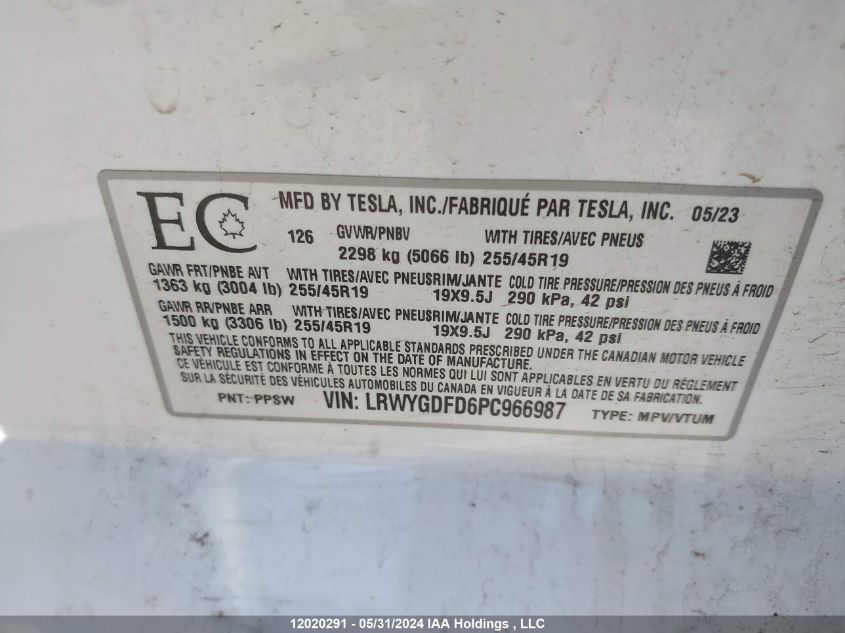 EC MFD BY TESLA, INC./FABRIQUÉ PAR TESLA, INC. 05/23
126 GVWR/PNBV WITH TIRES/AVEC PNEUS
2298 kg (5066 lb) 255/45R19
GAWR FRT/PNBE AVT WITH TIRES/AVEC PNEUS RIM/JANTE COLD TIRE PRESSURE/PRESSION DES PNEUS À FROID
1363 kg (3004 lb) 255/45R19 19X9.5J 290 kPa, 42 psi
GAWR RR/PNBE ARR WITH TIRES/AVEC PNEUS RIM/JANTE COLD TIRE PRESSURE/PRESSION DES PNEUS À FROID
1500 kg (3306 lb) 255/45R19 19X9.5J 290 kPa, 42 psi
THIS VEHICLE CONFORMS TO ALL APPLICABLE STANDARDS PRESCRIBED UNDER THE CANADIAN MOTOR VEHICLE
SAFETY REGULATIONS IN EFFECT ON THE DATE OF MANUFACTURE.
CE VÉHICULE EST CONFORME À TOUTES LES NORMES QUI LUI SONT APPLICABLES EN VERTU DU RÈGLEMENT
SUR LA SÉCURITÉ DES VÉHICULES AUTOMOBILES DU CANADA EN VIGUEUR À LA DATE DE SA FABRICATION.
PNT: PPSW VIN: LRWYGDFD6PC966987 TYPE: MPV/VTUM
12020291 - 05/31/2024 IAA Holdings , LLC